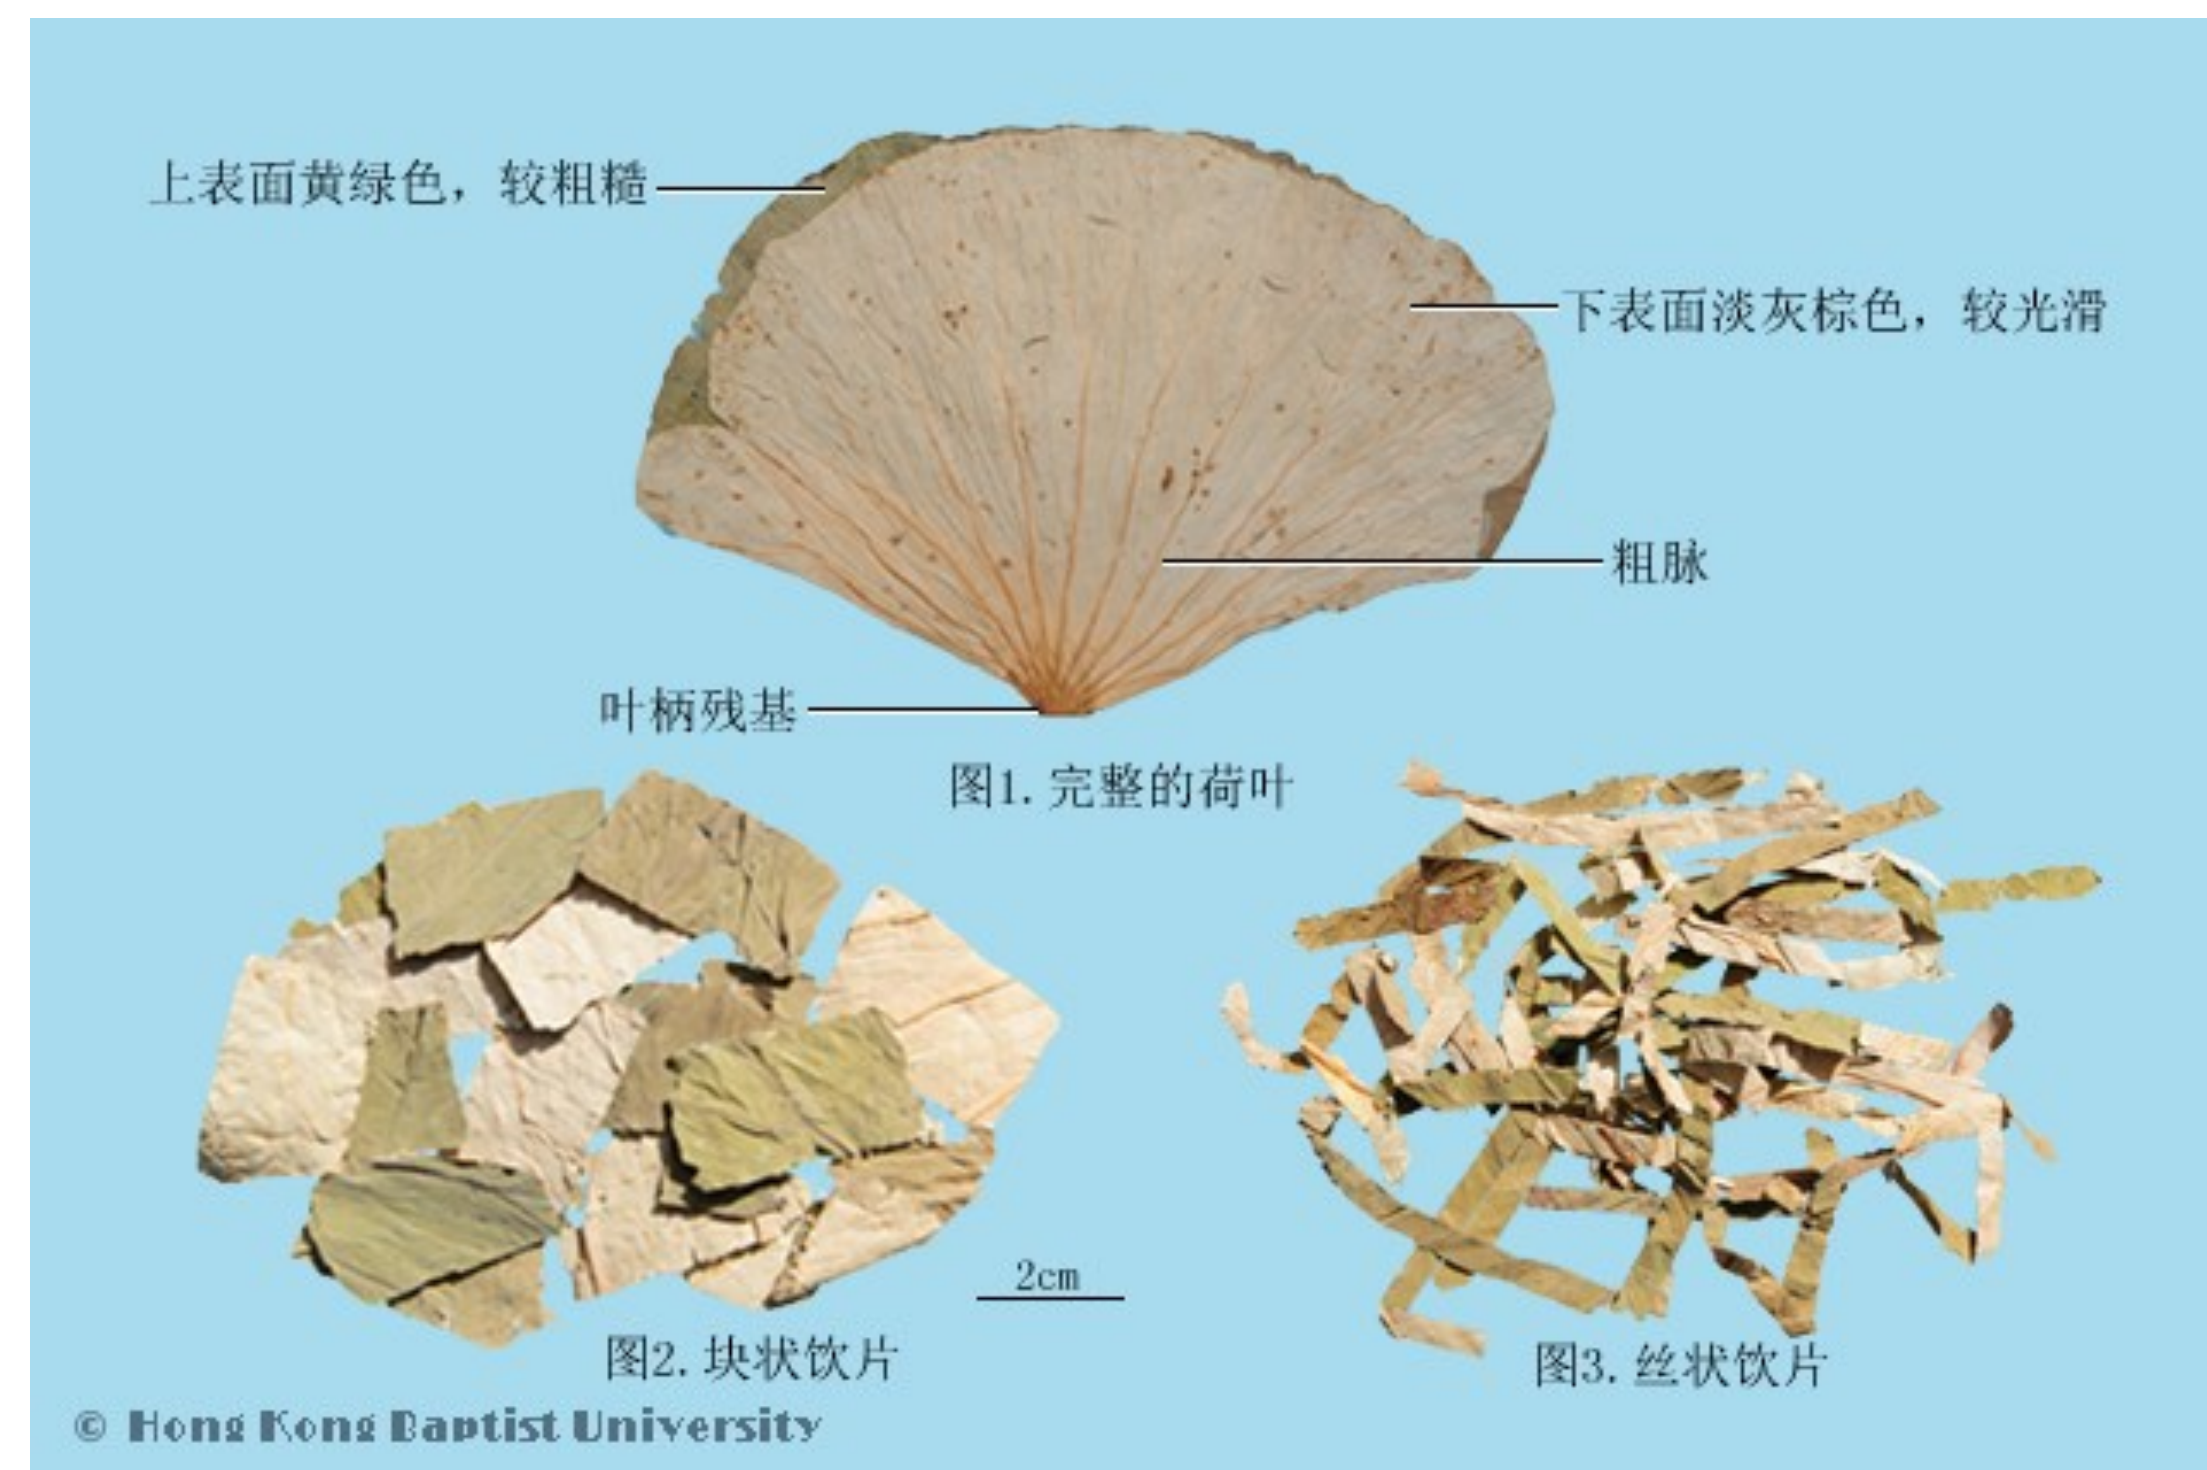 上表面黄绿色，较粗糙
下表面淡灰棕色，较光滑
粗脉
叶柄残基
图1.完整的荷叶
2cm
图2.块状饮片
图3.丝状饮片
© Hong Kong Baptist University